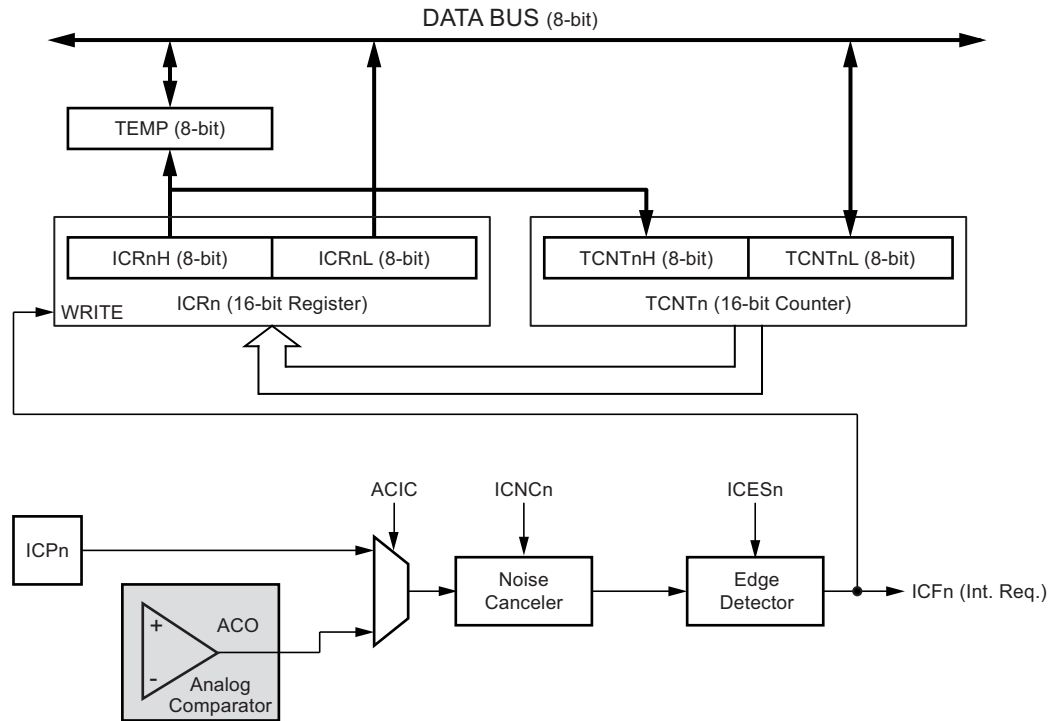 DATA BUS (8-bit)
TEMP (8-bit)
ICRnH (8-bit)
ICRnL (8-bit)
TCNTnH (8-bit)
TCNTnL (8-bit)
WRITE
ICRn (16-bit Register)
TCNTn (16-bit Counter)
ACIC
ICNCn
ICESn
ICPn
Noise
Canceler
Edge
Detector
ICFn (Int. Req.)
+
ACO
-
Analog
Comparator